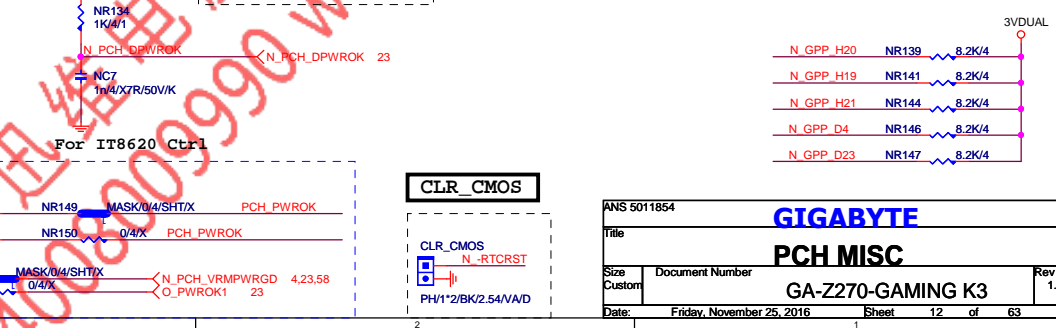 NR134
1K/4/1
N_PCH_DPWROK
N_PCH_DPWROK 23
NC7
1n/4/X7R/50V/K
For IT8620 Ctrl
NR149 MASK/0/4/SHT/X PCH_PWROK
NR150 0/4/X PCH_PWROK
MASK/0/4/SHT/X
0/4/X
N_PCH_VRMPWRGD 4,23,58
O_PWROK1 23
CLR_CMOS
CLR_CMOS
N_-RTCRST
PH/1*2/BK/2.54/VA/D
3VDUAL
N_GPP_H20 NR139 8.2K/4
N_GPP_H19 NR141 8.2K/4
N_GPP_H21 NR144 8.2K/4
N_GPP_D4 NR146 8.2K/4
N_GPP_D23 NR147 8.2K/4
ANS 5011854
GIGABYTE
Title
PCH MISC
Size Document Number Rev
Custom GA-Z270-GAMING K3 1.
Date: Friday, November 25, 2016 Sheet 12 of 63
2 1
迅维
4008009990